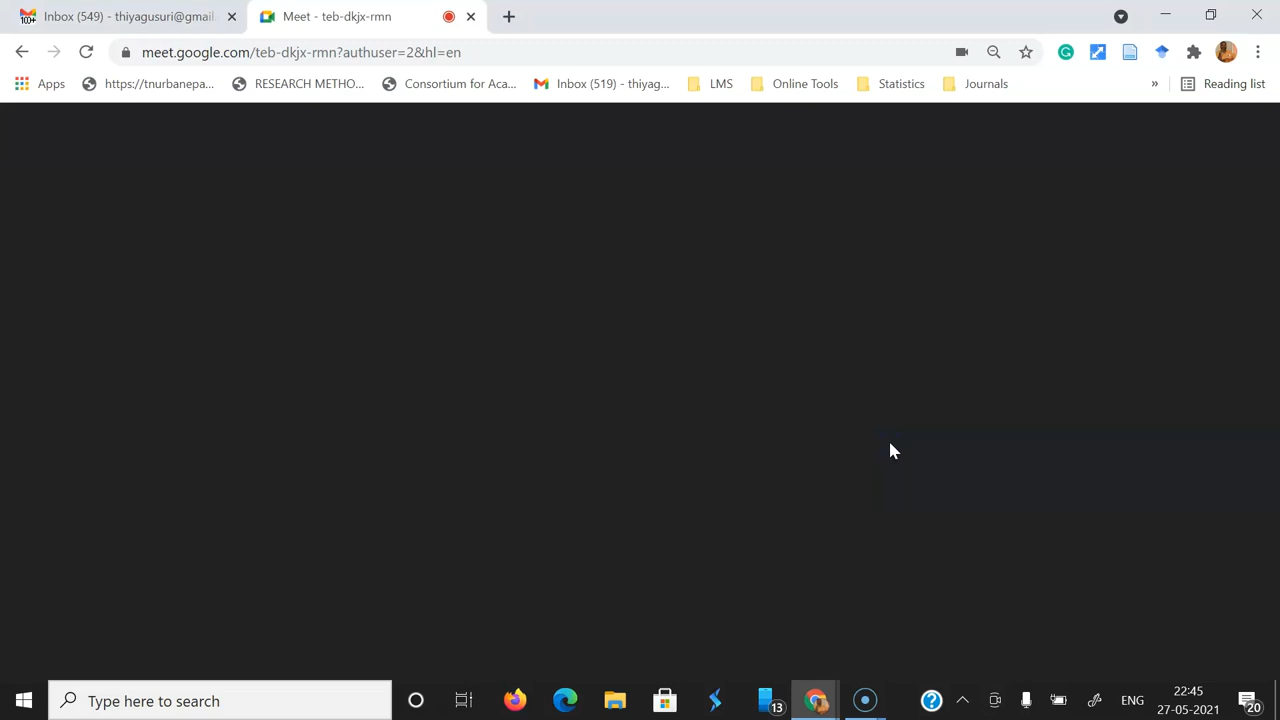 100+ Inbox (549) - thiyagusuri@gmail
Meet - teb-dkjx-rmn
meet.google.com/teb-dkjx-rmn?authuser=2&hl=en
Apps
https://tnurbanepa...
RESEARCH METHO...
Consortium for Aca...
Inbox (519) - thiyag...
LMS
Online Tools
Statistics
Journals
»
Reading list
Type here to search
13
ENG
22:45
27-05-2021
20